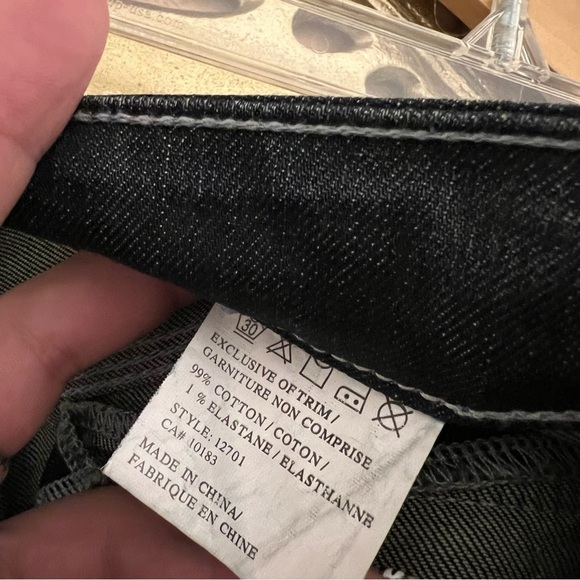 30
EXCLUSIVE OF TRIM/
GARNITURE NON COMPRISE
99% COTTON / COTON /
1 % ELASTANE / ELASTHANNE
STYLE: 12701
CA# 10183
MADE IN CHINA/
FABRIQUE EN CHINE